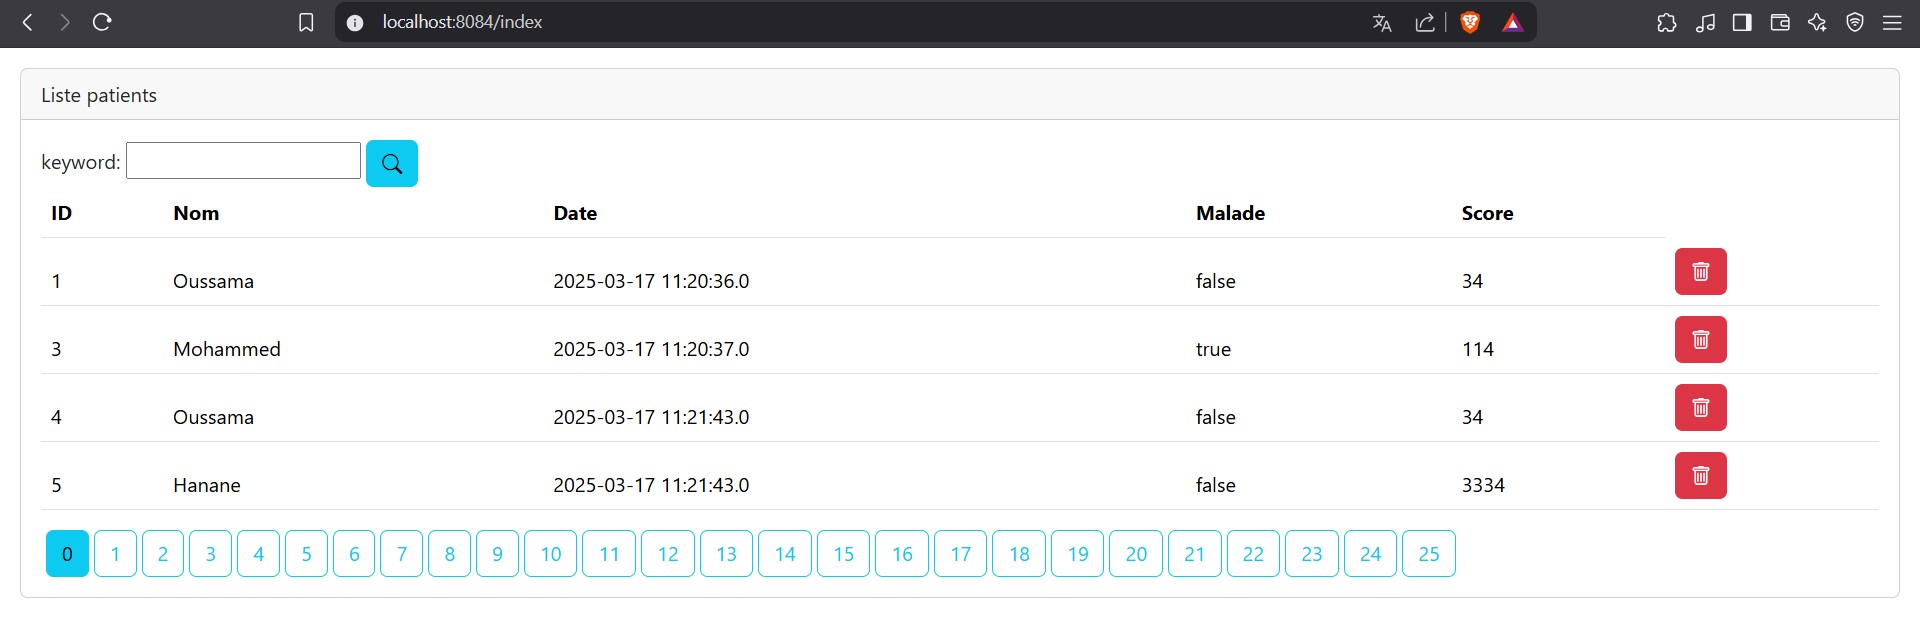 localhost:8084/index
Liste patients
keyword:
ID Nom Date Malade Score
1 Oussama 2025-03-17 11:20:36.0 false 34
3 Mohammed 2025-03-17 11:20:37.0 true 114
4 Oussama 2025-03-17 11:21:43.0 false 34
5 Hanane 2025-03-17 11:21:43.0 false 3334
0 1 2 3 4 5 6 7 8 9 10 11 12 13 14 15 16 17 18 19 20 21 22 23 24 25